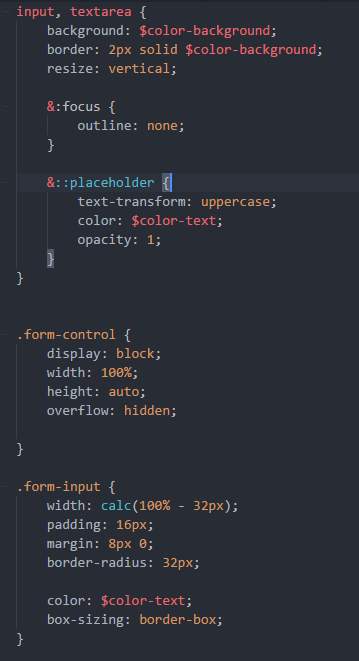 input, textarea {
    background: $color-background;
    border: 2px solid $color-background;
    resize: vertical;

    &:focus {
        outline: none;
    }

    &::placeholder {
        text-transform: uppercase;
        color: $color-text;
        opacity: 1;
    }
}


.form-control {
    display: block;
    width: 100%;
    height: auto;
    overflow: hidden;

}

.form-input {
    width: calc(100% - 32px);
    padding: 16px;
    margin: 8px 0;
    border-radius: 32px;

    color: $color-text;
    box-sizing: border-box;
}